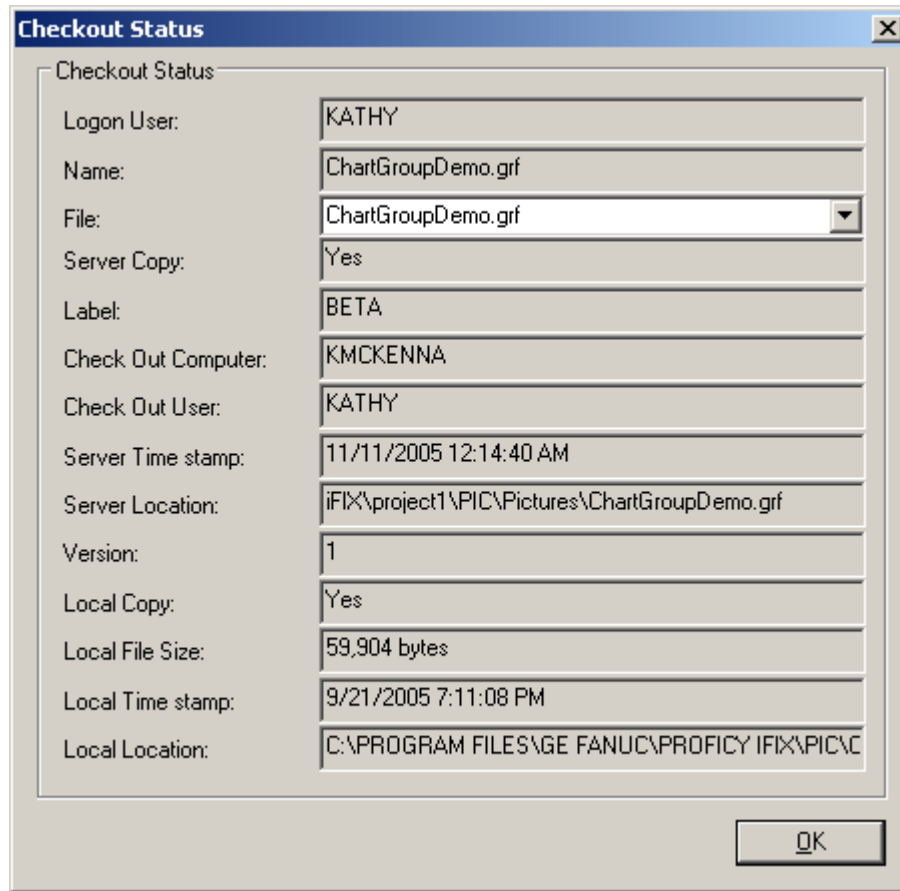 Checkout Status
Checkout Status
Logon User: KATHY
Name: ChartGroupDemo.grf
File: ChartGroupDemo.grf
Server Copy: Yes
Label: BETA
Check Out Computer: KMCKENNA
Check Out User: KATHY
Server Time stamp: 11/11/2005 12:14:40 AM
Server Location: iFIX\project1\PIC\Pictures\ChartGroupDemo.grf
Version: 1
Local Copy: Yes
Local File Size: 59,904 bytes
Local Time stamp: 9/21/2005 7:11:08 PM
Local Location: C:\PROGRAM FILES\GE FANUC\PROFICY IFIX\PIC\C
OK